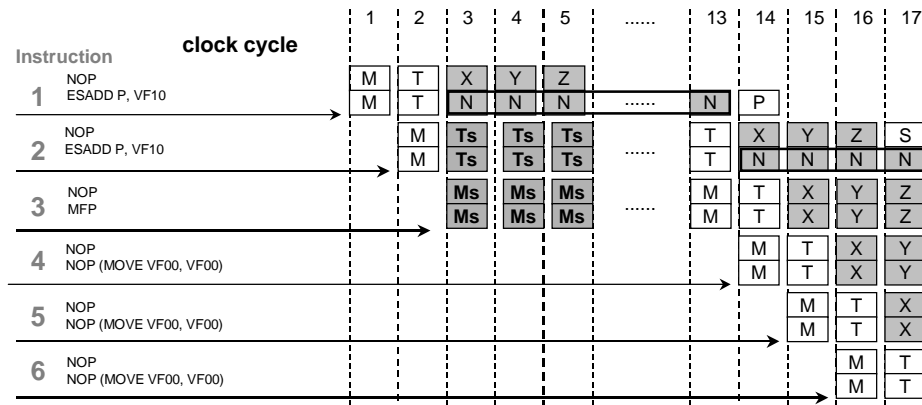 1 2 3 4 5 ...... 13 14 15 16 17
clock cycle
Instruction
NOP M T X Y Z
1 ESADD P, VF10 M T N N N ...... N P
NOP M Ts Ts Ts T X Y Z S
2 ESADD P, VF10 M Ts Ts Ts ...... T N N N N
NOP Ms Ms Ms M T X Y Z
3 MFP Ms Ms Ms ...... M T X Y Z
NOP M T X Y
4 NOP (MOVE VF00, VF00) M T X Y
NOP M T X
5 NOP (MOVE VF00, VF00) M T X
NOP M T
6 NOP (MOVE VF00, VF00) M T